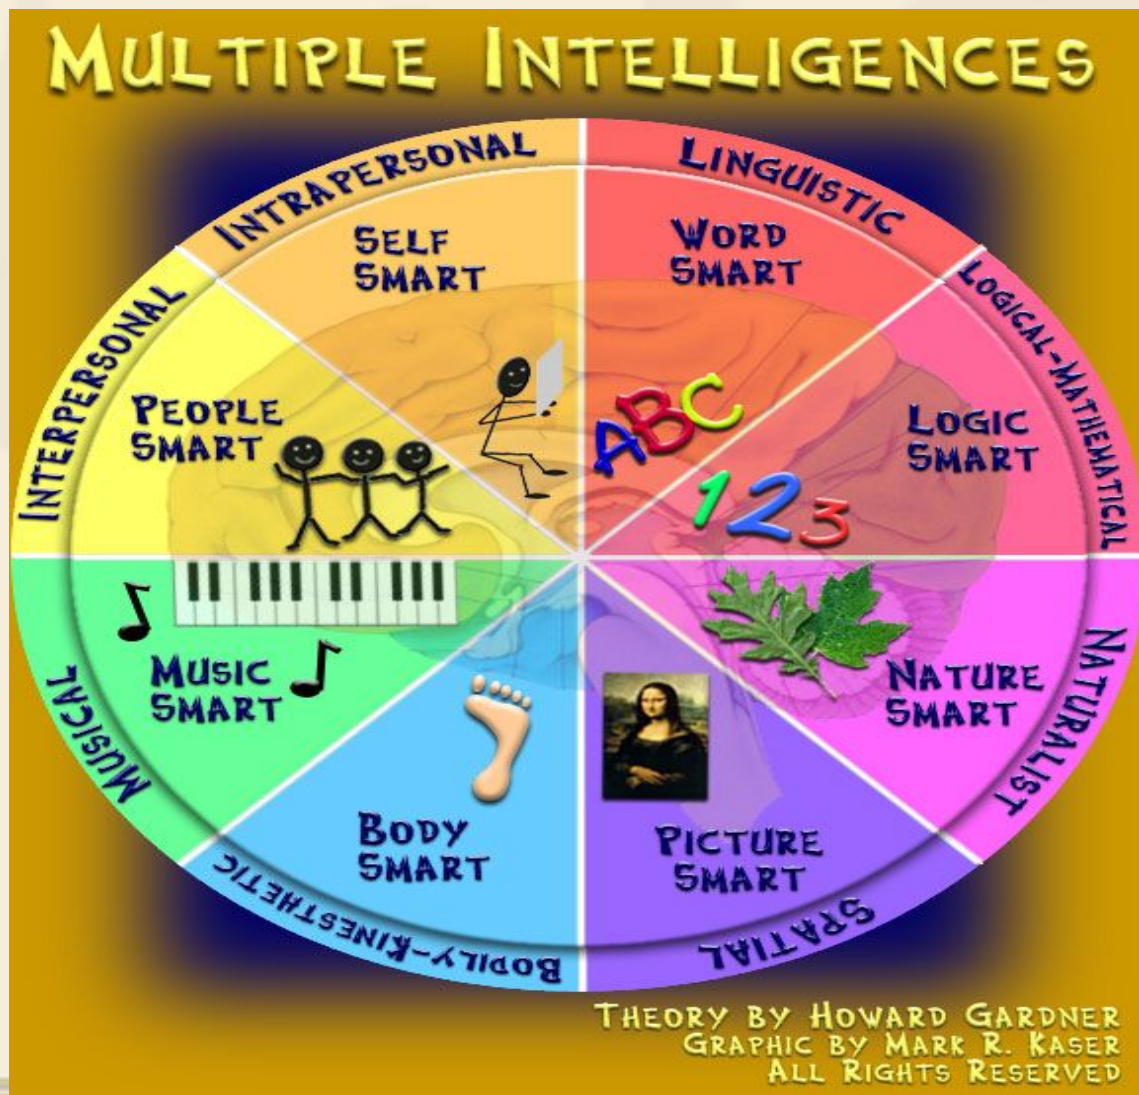 MULTIPLE INTELLIGENCES
INTRAPERSONAL
SELF
SMART
LINGUISTIC
WORD
SMART
LOGICAL-MATHEMATICAL
LOGIC
SMART
INTERPERSONAL
PEOPLE
SMART
ABC
123
MUSICAL
MUSIC
SMART
NATURALIST
NATURE
SMART
BODILY-KINESTHETIC
BODY
SMART
SPATIAL
PICTURE
SMART
THEORY BY HOWARD GARDNER
GRAPHIC BY MARK R. KASER
ALL RIGHTS RESERVED